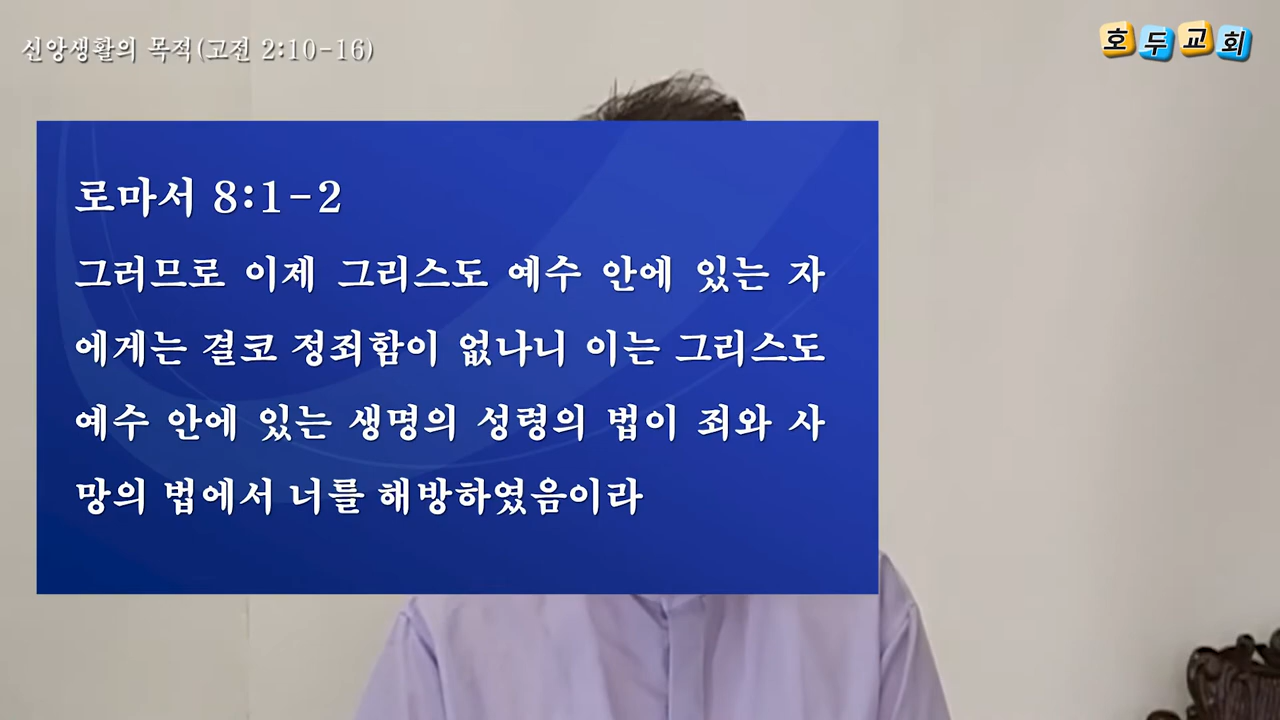 신앙생활의 목적(고전 2:10-16)
호두교회
로마서 8:1-2
그러므로 이제 그리스도 예수 안에 있는 자
에게는 결코 정죄함이 없나니 이는 그리스도
예수 안에 있는 생명의 성령의 법이 죄와 사
망의 법에서 너를 해방하였음이라